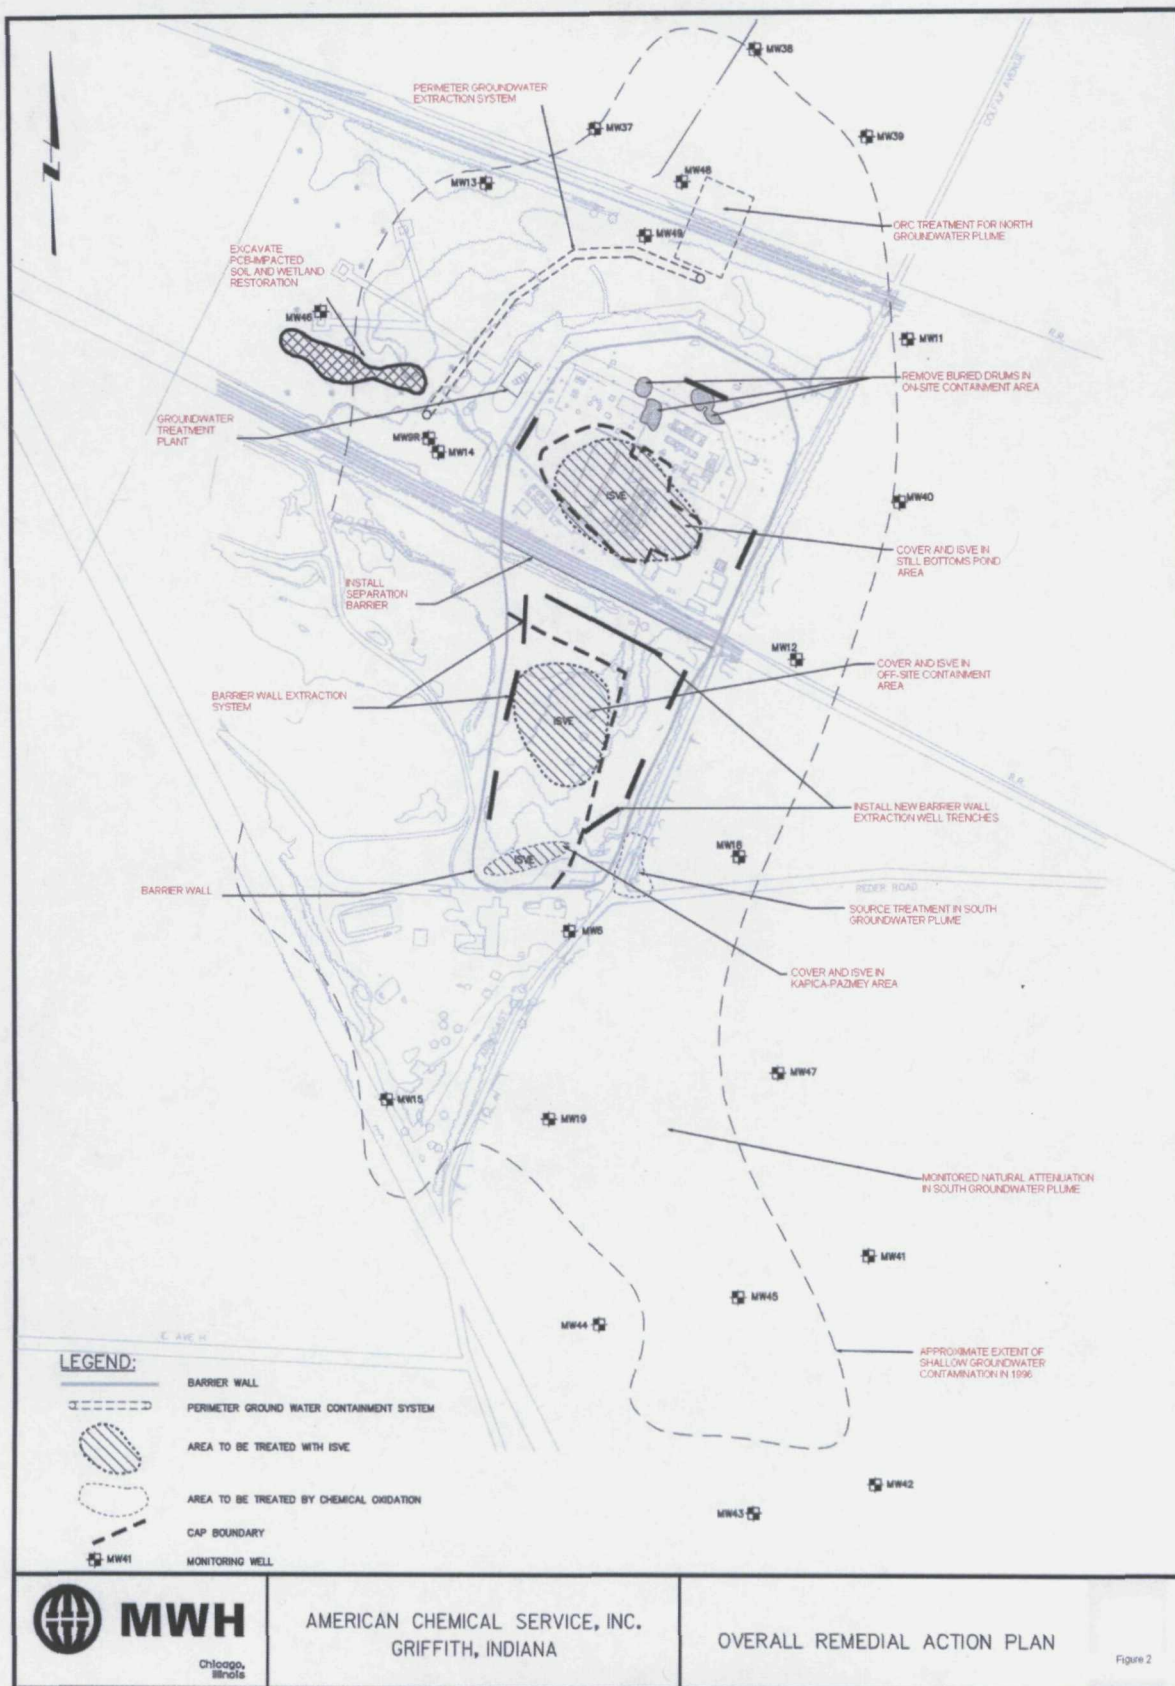 MW38
COLFAX AVENUE
PERIMETER GROUNDWATER
EXTRACTION SYSTEM
MW37
MW39
Z
MW13
MW48
ORC TREATMENT FOR NORTH
GROUNDWATER PLUME
MW49
EXCAVATE
PCB-IMPACTED
SOIL AND WETLAND
RESTORATION
MW46
R.R.
MW11
REMOVE BURIED DRUMS IN
ON-SITE CONTAINMENT AREA
GROUNDWATER
TREATMENT
PLANT
MW9R
MW14
ISVE
MW40
COVER AND ISVE IN
STILL BOTTOMS POND
AREA
INSTALL
SEPARATION
BARRIER
MW12
COVER AND ISVE IN
OFF-SITE CONTAINMENT
AREA
BARRIER WALL EXTRACTION
SYSTEM
ISVE
R.R.
INSTALL NEW BARRIER WALL
EXTRACTION WELL TRENCHES
MW18
ISVE
BARRIER WALL
REDER ROAD
SOURCE TREATMENT IN SOUTH
GROUNDWATER PLUME
MW6
COVER AND ISVE IN
KAPICA-PAZMEY AREA
MW47
MW15
MW19
MONITORED NATURAL ATTENUATION
IN SOUTH GROUNDWATER PLUME
MW41
MW45
MW44
E. AVE H
APPROXIMATE EXTENT OF
SHALLOW GROUNDWATER
CONTAMINATION IN 1996
LEGEND:
BARRIER WALL
PERIMETER GROUND WATER CONTAINMENT SYSTEM
AREA TO BE TREATED WITH ISVE
AREA TO BE TREATED BY CHEMICAL OXIDATION
CAP BOUNDARY
MW41
MONITORING WELL
MW42
MW43
MWH
Chicago,
Illinois
AMERICAN CHEMICAL SERVICE, INC.
GRIFFITH, INDIANA
OVERALL REMEDIAL ACTION PLAN
Figure 2